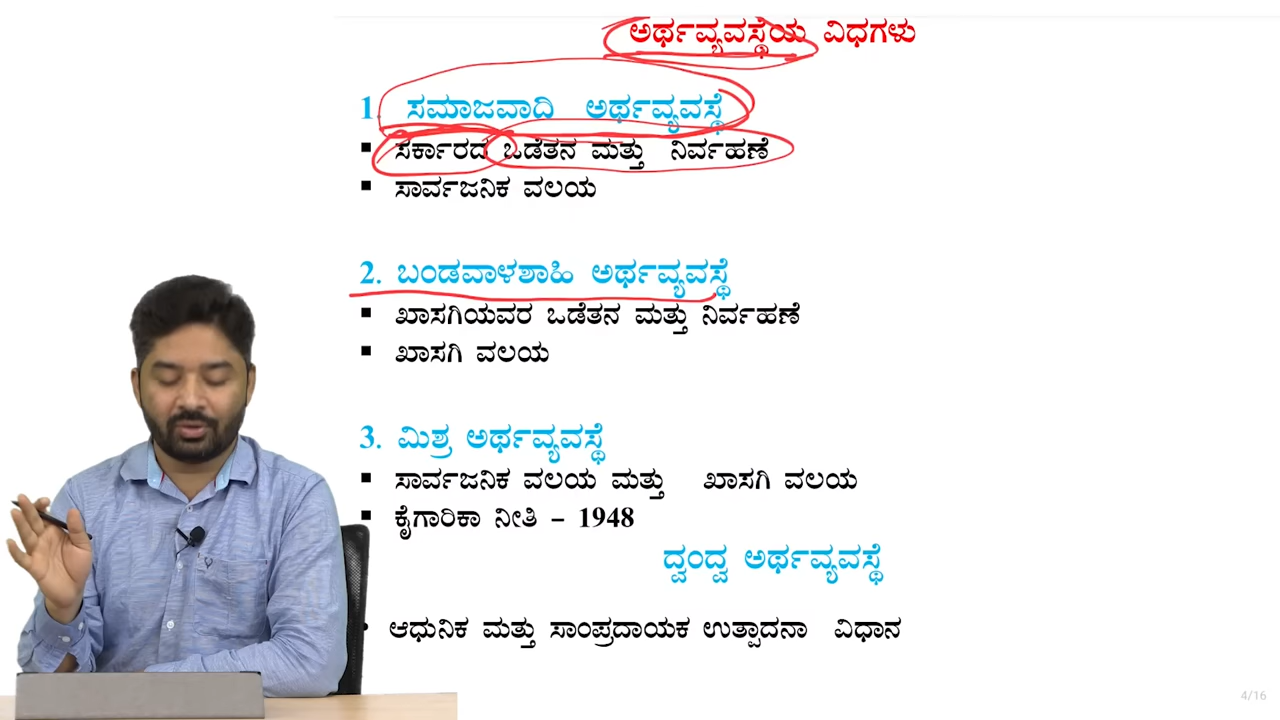 ಅರ್ಥವ್ಯವಸ್ಥೆಯ ವಿಧಗಳು
1. ಸಮಾಜವಾದಿ ಅರ್ಥವ್ಯವಸ್ಥೆ
▪ ಸರ್ಕಾರದ ಒಡೆತನ ಮತ್ತು ನಿರ್ವಹಣೆ
▪ ಸಾರ್ವಜನಿಕ ವಲಯ
2. ಬಂಡವಾಳಶಾಹಿ ಅರ್ಥವ್ಯವಸ್ಥೆ
▪ ಖಾಸಗಿಯವರ ಒಡೆತನ ಮತ್ತು ನಿರ್ವಹಣೆ
▪ ಖಾಸಗಿ ವಲಯ
3. ಮಿಶ್ರ ಅರ್ಥವ್ಯವಸ್ಥೆ
▪ ಸಾರ್ವಜನಿಕ ವಲಯ ಮತ್ತು ಖಾಸಗಿ ವಲಯ
▪ ಕೈಗಾರಿಕಾ ನೀತಿ – 1948
ದ್ವಂದ್ವ ಅರ್ಥವ್ಯವಸ್ಥೆ
• ಆಧುನಿಕ ಮತ್ತು ಸಾಂಪ್ರದಾಯಕ ಉತ್ಪಾದನಾ ವಿಧಾನ
4/16